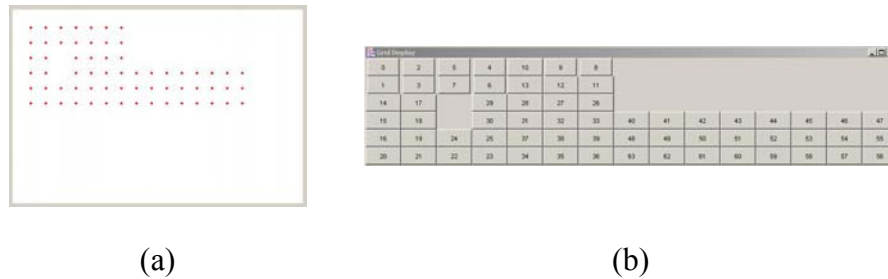 Grid Display
0 2 5 4 10 9 8
1 3 7 6 13 12 11
14 17 29 28 27 26
15 18 30 31 32 33 40 41 42 43 44 45 46 47
16 19 24 25 37 38 39 48 49 50 51 52 53 54 55
20 21 22 23 34 35 36 63 62 61 60 59 58 57 56
(a) (b)